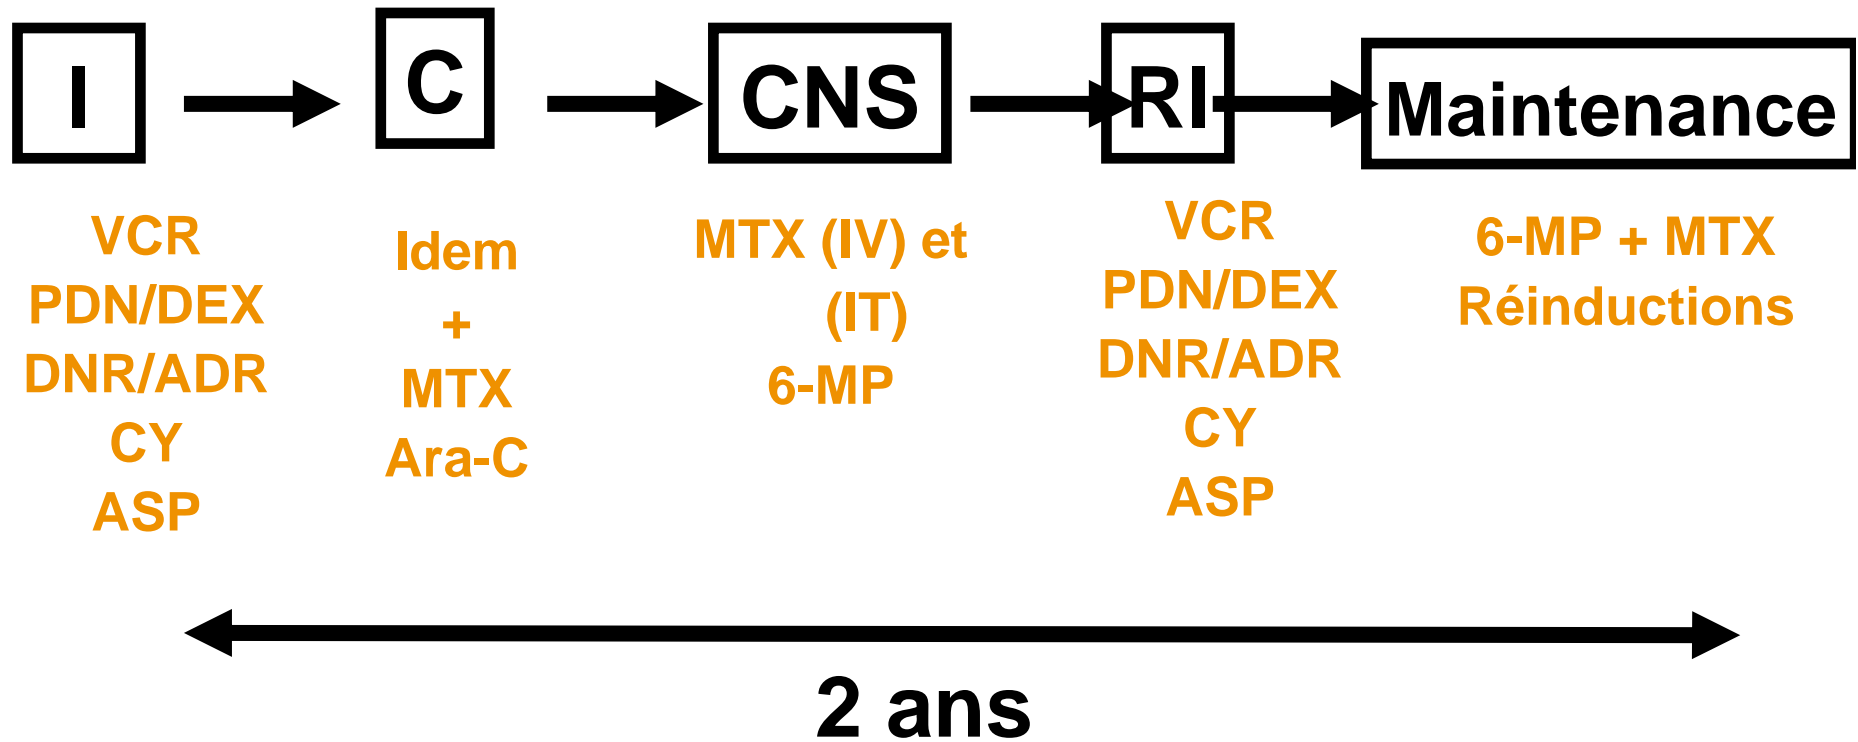 I
C
CNS
RI
Maintenance
VCR
PDN/DEX
DNR/ADR
CY
ASP
Idem
+
MTX
Ara-C
MTX (IV) et
(IT)
6-MP
VCR
PDN/DEX
DNR/ADR
CY
ASP
6-MP + MTX
Réinductions
2 ans